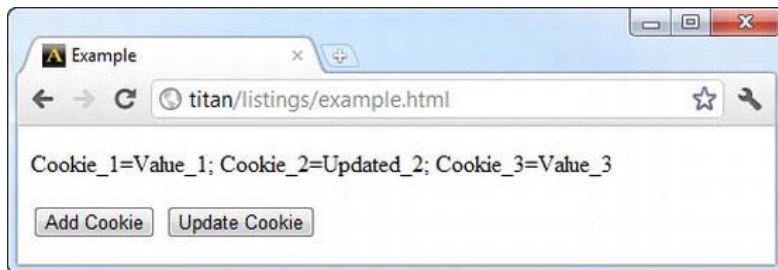 Example
titan/listings/example.html
Cookie_1=Value_1; Cookie_2=Updated_2; Cookie_3=Value_3
Add Cookie Update Cookie